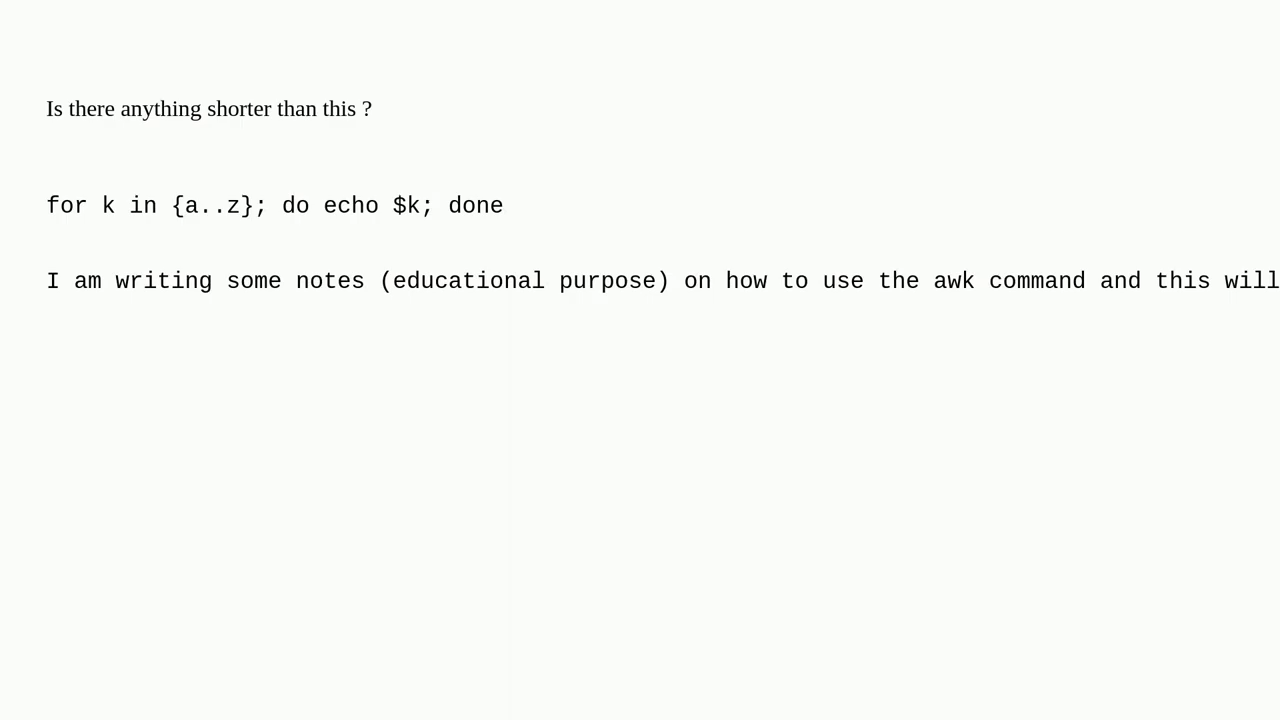 Is there anything shorter than this ?
for k in {a..z}; do echo $k; done
I am writing some notes (educational purpose) on how to use the awk command and this will